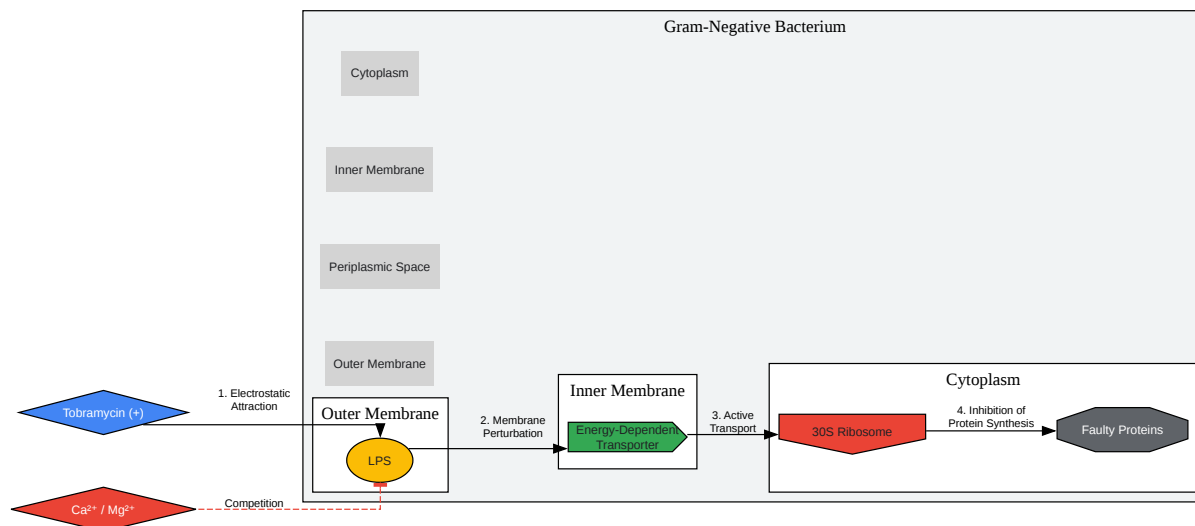 Gram-Negative Bacterium
Cytoplasm
Inner Membrane
Periplasmic Space
Outer Membrane
Tobramycin (+)
1. Electrostatic
Attraction
Outer Membrane
LPS
2. Membrane
Perturbation
Inner Membrane
Energy-Dependent
Transporter
3. Active
Transport
Cytoplasm
30S Ribosome
4. Inhibition of
Protein Synthesis
Faulty Proteins
Ca²⁺ / Mg²⁺
Competition